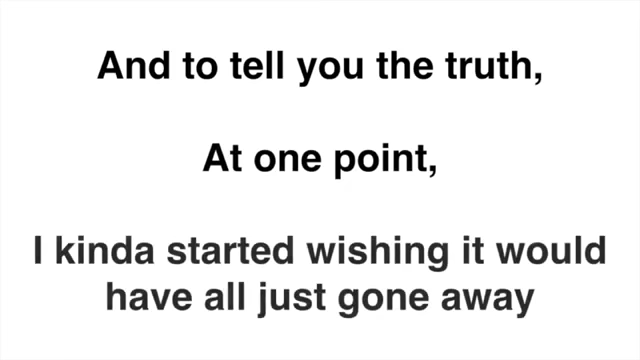 And to tell you the truth,
At one point,
I kinda started wishing it would
have all just gone away